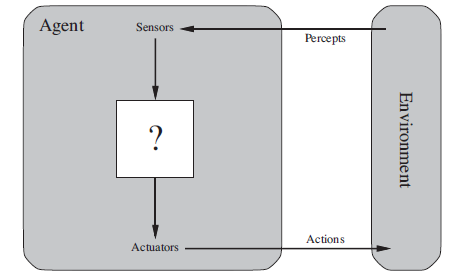 Agent
Sensors
Percepts
?
Environment
Actuators
Actions